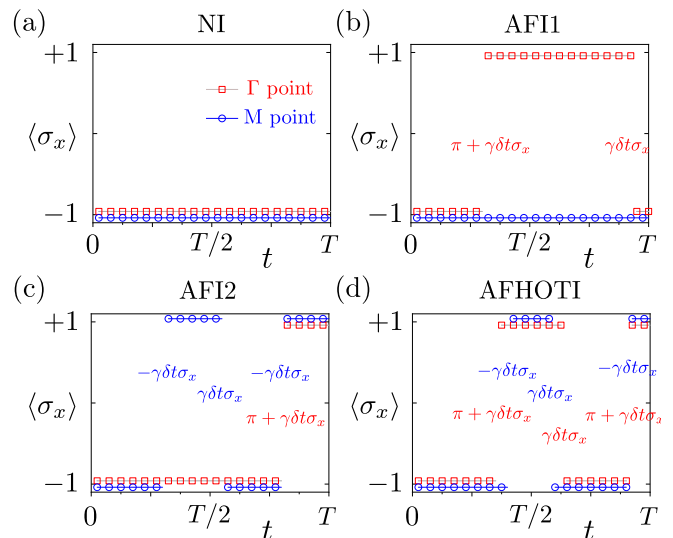 (a) NI
+1
⟨σₓ⟩
−1
Γ point
M point
0 T/2 T
t
(b) AFI1
+1
⟨σₓ⟩
−1
π + γδtσₓ
γδtσₓ
0 T/2 T
t
(c) AFI2
+1
⟨σₓ⟩
−1
−γδtσₓ
γδtσₓ
−γδtσₓ
π + γδtσₓ
0 T/2 T
t
(d) AFHOTI
+1
⟨σₓ⟩
−1
−γδtσₓ
γδtσₓ
−γδtσₓ
π + γδtσₓ
γδtσₓ
π + γδtσₓ
0 T/2 T
t